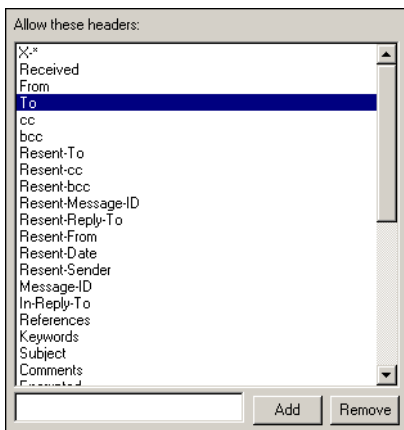 Allow these headers:
X-*
Received
From
To
cc
bcc
Resent-To
Resent-cc
Resent-bcc
Resent-Message-ID
Resent-Reply-To
Resent-From
Resent-Date
Resent-Sender
Message-ID
In-Reply-To
References
Keywords
Subject
Comments
Encrypted
Add
Remove